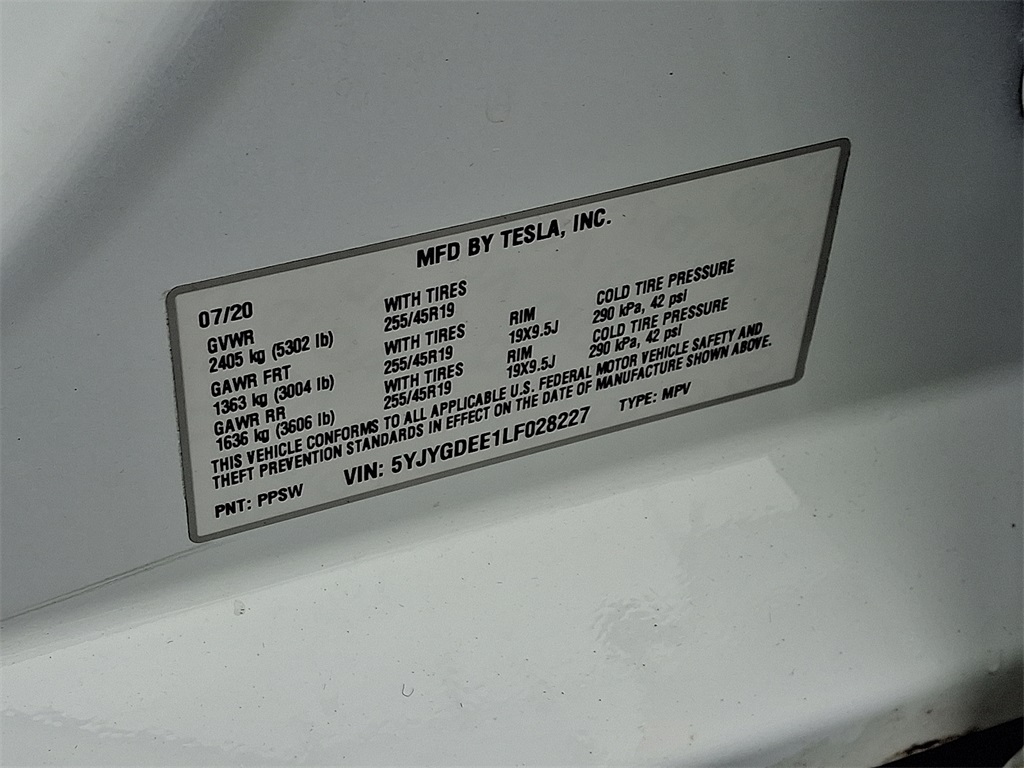 MFD BY TESLA, INC.
07/20
GVWR WITH TIRES RIM COLD TIRE PRESSURE
2405 kg (5302 lb) 255/45R19 19X9.5J 290 kPa, 42 psi
GAWR FRT WITH TIRES RIM COLD TIRE PRESSURE
1363 kg (3004 lb) 255/45R19 19X9.5J 290 kPa, 42 psi
GAWR RR WITH TIRES
1636 kg (3606 lb) 255/45R19
THIS VEHICLE CONFORMS TO ALL APPLICABLE U.S. FEDERAL MOTOR VEHICLE SAFETY AND
THEFT PREVENTION STANDARDS IN EFFECT ON THE DATE OF MANUFACTURE SHOWN ABOVE.
PNT: PPSW VIN: 5YJYGDEE1LF028227 TYPE: MPV